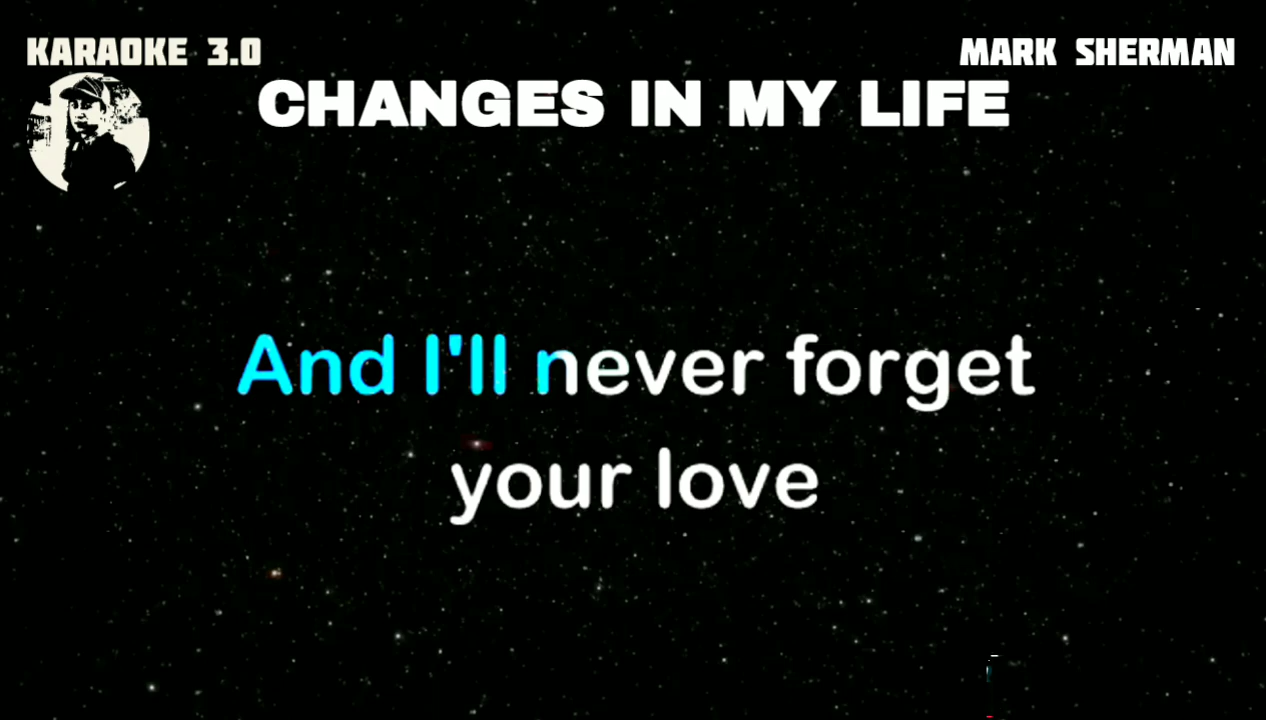 KARAOKE 3.0
MARK SHERMAN
CHANGES IN MY LIFE
And I'll never forget
your love